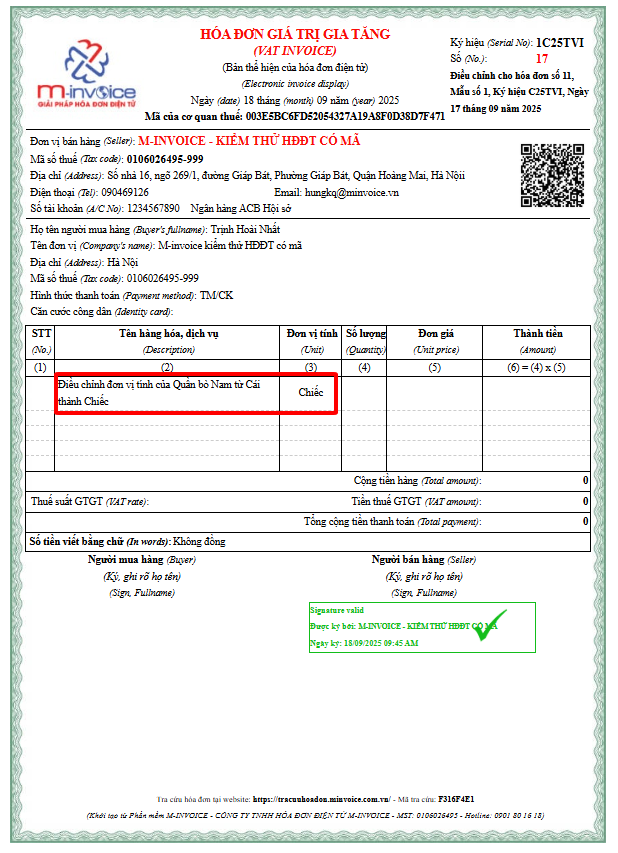 HÓA ĐƠN GIÁ TRỊ GIA TĂNG
(VAT INVOICE)
(Bản thể hiện của hóa đơn điện tử)
(Electronic invoice display)
Ngày (date) 18 tháng (month) 09 năm (year) 2025
Mã của cơ quan thuế: 003E5BC6FD52054327A19A8F0D38D7F471
Ký hiệu (Serial No): 1C25TVI
Số (No.): 17
Điều chỉnh cho hóa đơn số 11,
Mẫu số 1, Ký hiệu C25TVI, Ngày
17 tháng 09 năm 2025
m-invoice
GIẢI PHÁP HÓA ĐƠN ĐIỆN TỬ
Đơn vị bán hàng (Seller): M-INVOICE - KIỂM THỬ HĐĐT CÓ MÃ
Mã số thuế (Tax code): 0106026495-999
Địa chỉ (Address): Số nhà 16, ngõ 269/1, đường Giáp Bát, Phường Giáp Bát, Quận Hoàng Mai, Hà Nội
Điện thoại (Tel): 090469126 Email: hungkq@minvoice.vn
Số tài khoản (A/C No): 1234567890 Ngân hàng ACB Hội sở
Họ tên người mua hàng (Buyer's fullname): Trịnh Hoài Nhất
Tên đơn vị (Company's name): M-invoice kiểm thử HĐĐT có mã
Địa chỉ (Address): Hà Nội
Mã số thuế (Tax code): 0106026495-999
Hình thức thanh toán (Payment method): TM/CK
Căn cước công dân (Identity card):
STT Tên hàng hóa, dịch vụ Đơn vị tính Số lượng Đơn giá Thành tiền
(No.) (Description) (Unit) (Quantity) (Unit price) (Amount)
(1) (2) (3) (4) (5) (6) = (4) x (5)
Điều chỉnh đơn vị tính của Quần bò Nam từ Cái
thành Chiếc
Chiếc
Cộng tiền hàng (Total amount): 0
Thuế suất GTGT (VAT rate): Tiền thuế GTGT (VAT amount): 0
Tổng cộng tiền thanh toán (Total payment): 0
Số tiền viết bằng chữ (In words): Không đồng
Người mua hàng (Buyer) Người bán hàng (Seller)
(Ký, ghi rõ họ tên) (Ký, ghi rõ họ tên)
(Sign, Fullname) (Sign, Fullname)
Signature valid
Được ký bởi: M-INVOICE - KIỂM THỬ HĐĐT CÓ MÃ
Ngày ký: 18/09/2025 09:45 AM
Tra cứu hóa đơn tại website: https://tracuuhoadon.minvoice.com.vn/ - Mã tra cứu: F316F4E1
(Khởi tạo từ Phần mềm M-INVOICE - CÔNG TY TNHH HÓA ĐƠN ĐIỆN TỬ M-INVOICE - MST: 0106026495 - Hotline: 0901 80 16 18)